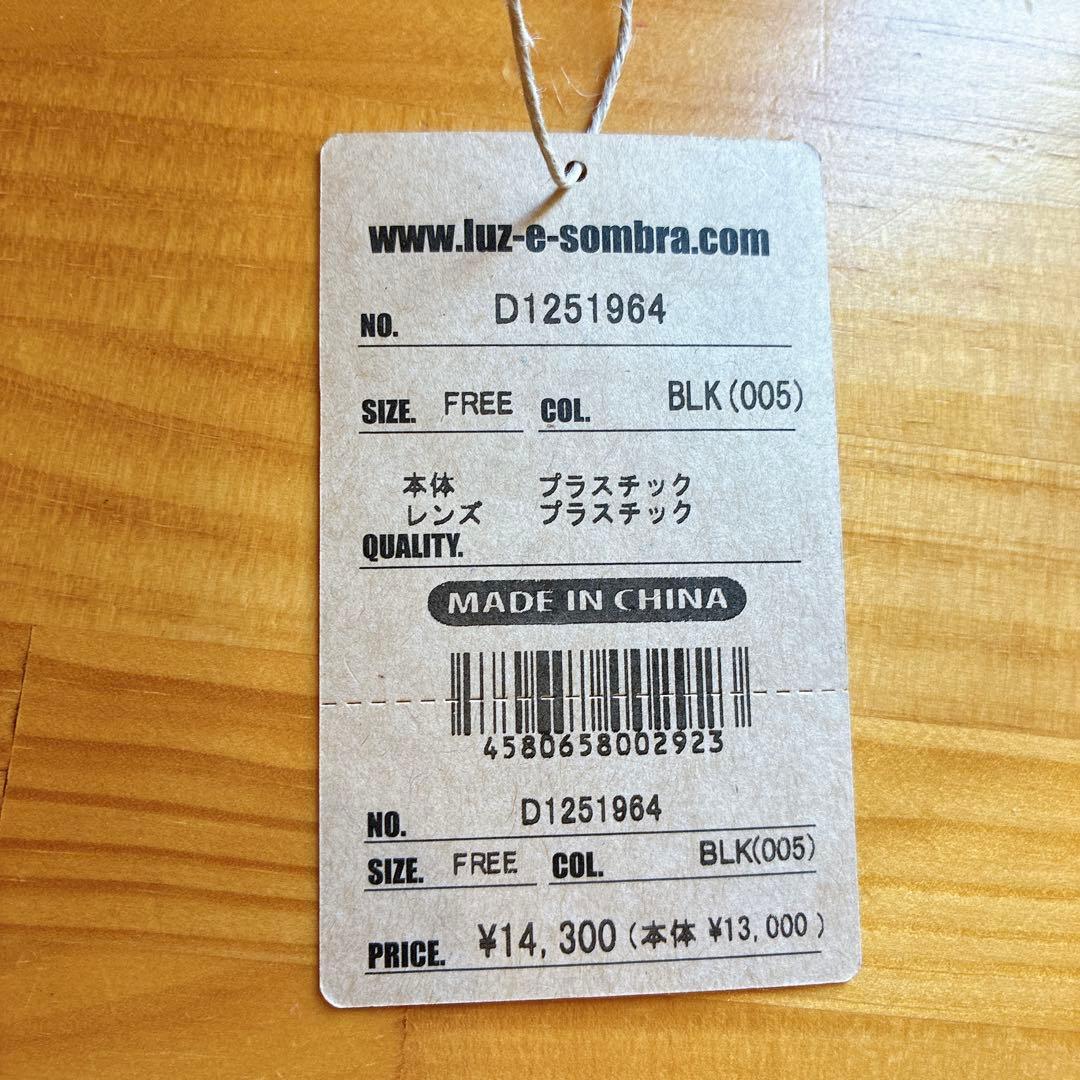 www.luz-e-sombra.com
NO. D1251964
SIZE. FREE COL. BLK(005)
本体 プラスチック
レンズ プラスチック
QUALITY.
MADE IN CHINA
4580658002923
NO. D1251964
SIZE. FREE COL. BLK(005)
PRICE. ¥14,300(本体 ¥13,000)